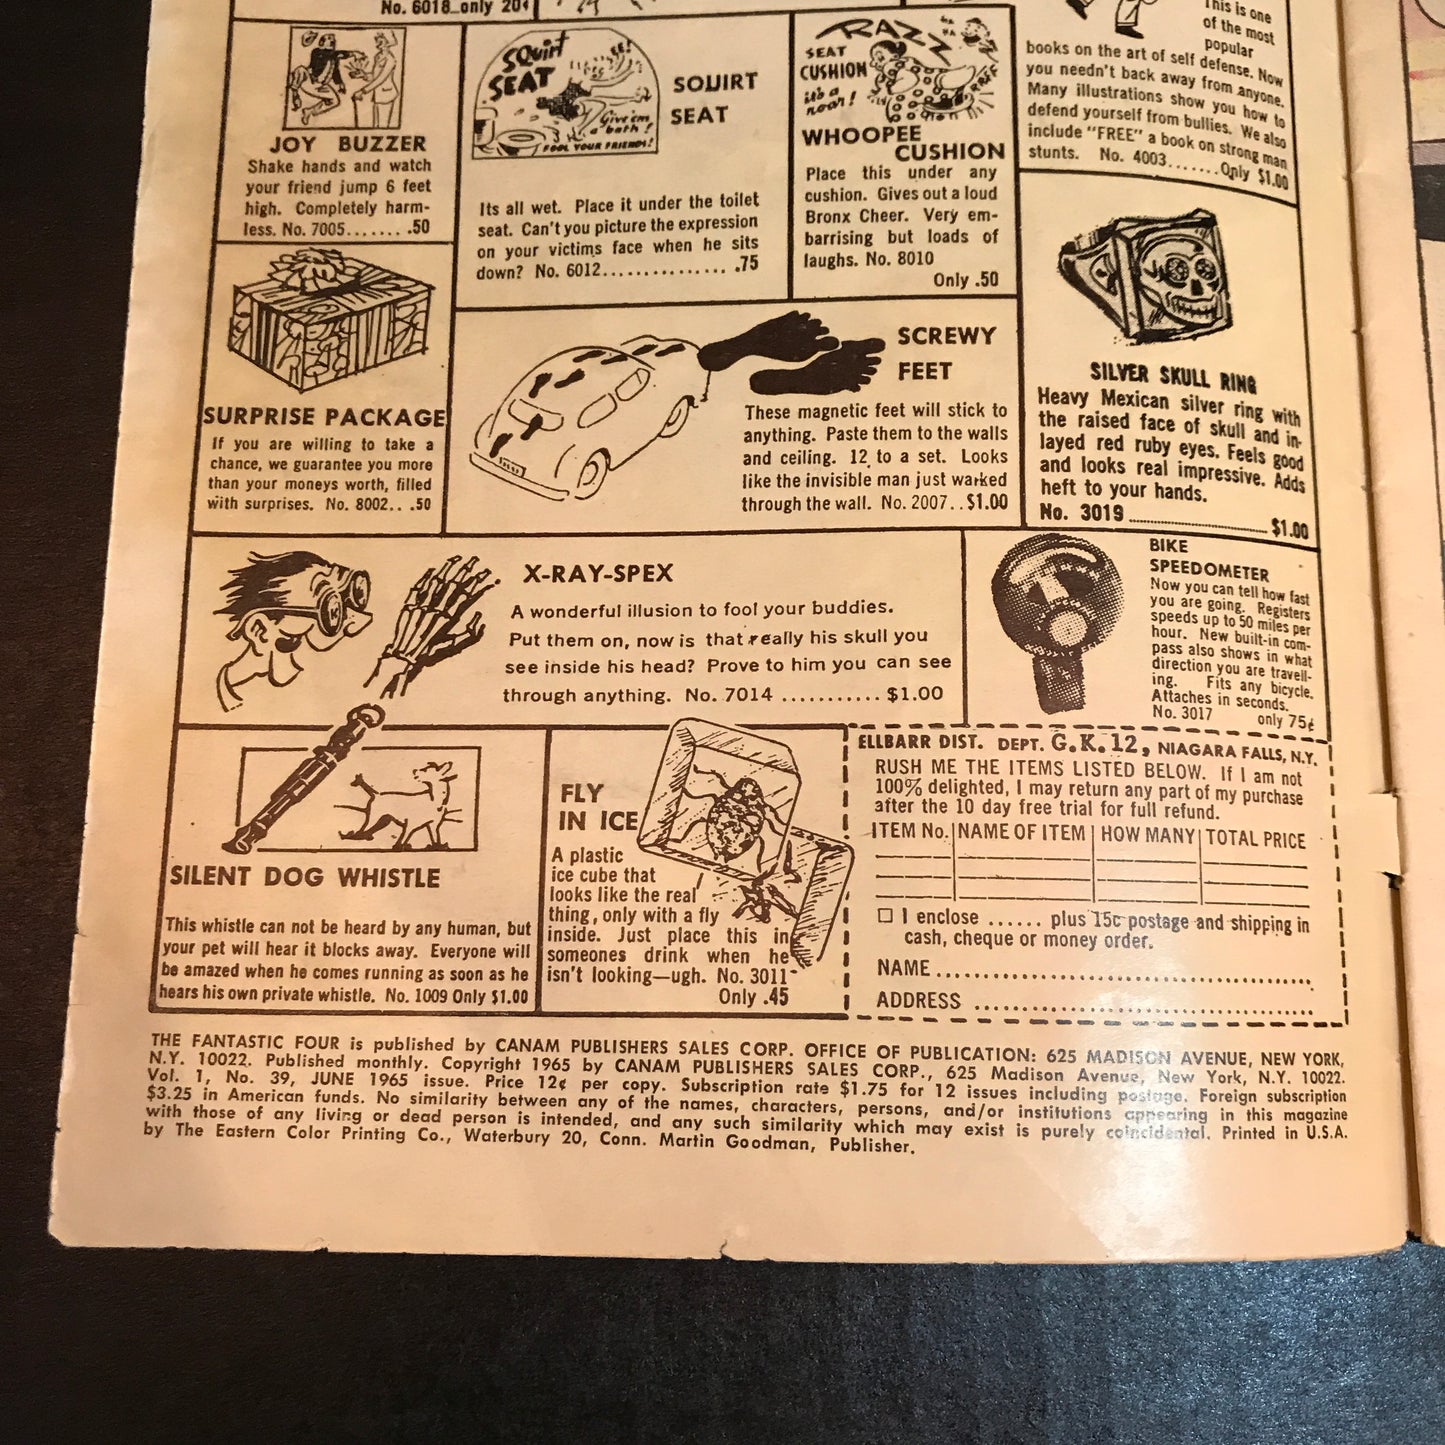 No. 6018 only 20¢
JOY BUZZER
Shake hands and watch
your friend jump 6 feet
high. Completely harm-
less. No. 7005....... .50
SQUIRT
SEAT
Give em
a bath!
FOOL YOUR FRIENDS!
SQUIRT
SEAT
Its all wet. Place it under the toilet
seat. Can't you picture the expression
on your victims face when he sits
down? No. 6012............... .75
RAZZ
SEAT
CUSHION
it's a
roar!
WHOOPEE
CUSHION
Place this under any
cushion. Gives out a loud
Bronx Cheer. Very em-
barrising but loads of
laughs. No. 8010
Only .50
This is one
of the most
popular
books on the art of self defense. Now
you needn't back away from anyone.
Many illustrations show you how to
defend yourself from bullies. We also
include "FREE" a book on strong man
stunts. No. 4003.......Only $1.00
SURPRISE PACKAGE
If you are willing to take a
chance, we guarantee you more
than your moneys worth, filled
with surprises. No. 8002.. .50
SCREWY
FEET
These magnetic feet will stick to
anything. Paste them to the walls
and ceiling. 12 to a set. Looks
like the invisible man just warked
through the wall. No. 2007..$1.00
SILVER SKULL RING
Heavy Mexican silver ring with
the raised face of skull and in-
layed red ruby eyes. Feels good
and looks real impressive. Adds
heft to your hands.
No. 3019 ........................ $1.00
X-RAY-SPEX
A wonderful illusion to fool your buddies.
Put them on, now is that really his skull you
see inside his head? Prove to him you can see
through anything. No. 7014 ........... $1.00
BIKE
SPEEDOMETER
Now you can tell how fast
you are going. Registers
speeds up to 50 miles per
hour. New built-in com-
pass also shows in what
direction you are travell-
ing. Fits any bicycle.
Attaches in seconds.
No. 3017 only 75¢
SILENT DOG WHISTLE
This whistle can not be heard by any human, but
your pet will hear it blocks away. Everyone will
be amazed when he comes running as soon as he
hears his own private whistle. No. 1009 Only $1.00
FLY
IN ICE
A plastic
ice cube that
looks like the real
thing, only with a fly
inside. Just place this in
someones drink when he
isn't looking—ugh. No. 3011
Only .45
ELLBARR DIST. DEPT. G.K.12, NIAGARA FALLS, N.Y.
RUSH ME THE ITEMS LISTED BELOW. If I am not
100% delighted, I may return any part of my purchase
after the 10 day free trial for full refund.
ITEM No. NAME OF ITEM HOW MANY TOTAL PRICE
I enclose ...... plus 15c postage and shipping in
cash, cheque or money order.
NAME........................................
ADDRESS ....................................
THE FANTASTIC FOUR is published by CANAM PUBLISHERS SALES CORP. OFFICE OF PUBLICATION: 625 MADISON AVENUE, NEW YORK,
N.Y. 10022. Published monthly. Copyright 1965 by CANAM PUBLISHERS SALES CORP., 625 Madison Avenue, New York, N.Y. 10022.
Vol. 1, No. 39, JUNE 1965 issue. Price 12¢ per copy. Subscription rate $1.75 for 12 issues including postage. Foreign subscription
$3.25 in American funds. No similarity between any of the names, characters, persons, and/or institutions appearing in this magazine
with those of any living or dead person is intended, and any such similarity which may exist is purely coincidental. Printed in U.S.A.
by The Eastern Color Printing Co., Waterbury 20, Conn. Martin Goodman, Publisher.